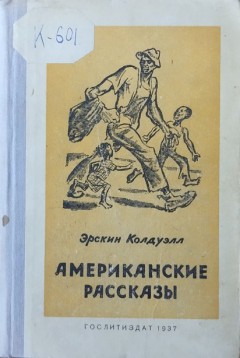 К-601
Эрскин Колдуэлл
АМЕРИКАНСКИЕ
РАССКАЗЫ
ГОСЛИТИЗДАТ 1937